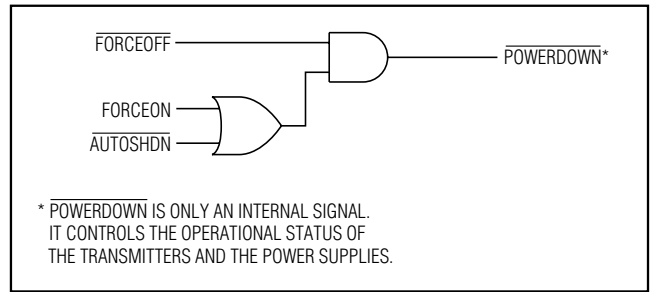 FORCEOFF
POWERDOWN*
FORCEON
AUTOSHDN
* POWERDOWN IS ONLY AN INTERNAL SIGNAL.
IT CONTROLS THE OPERATIONAL STATUS OF
THE TRANSMITTERS AND THE POWER SUPPLIES.